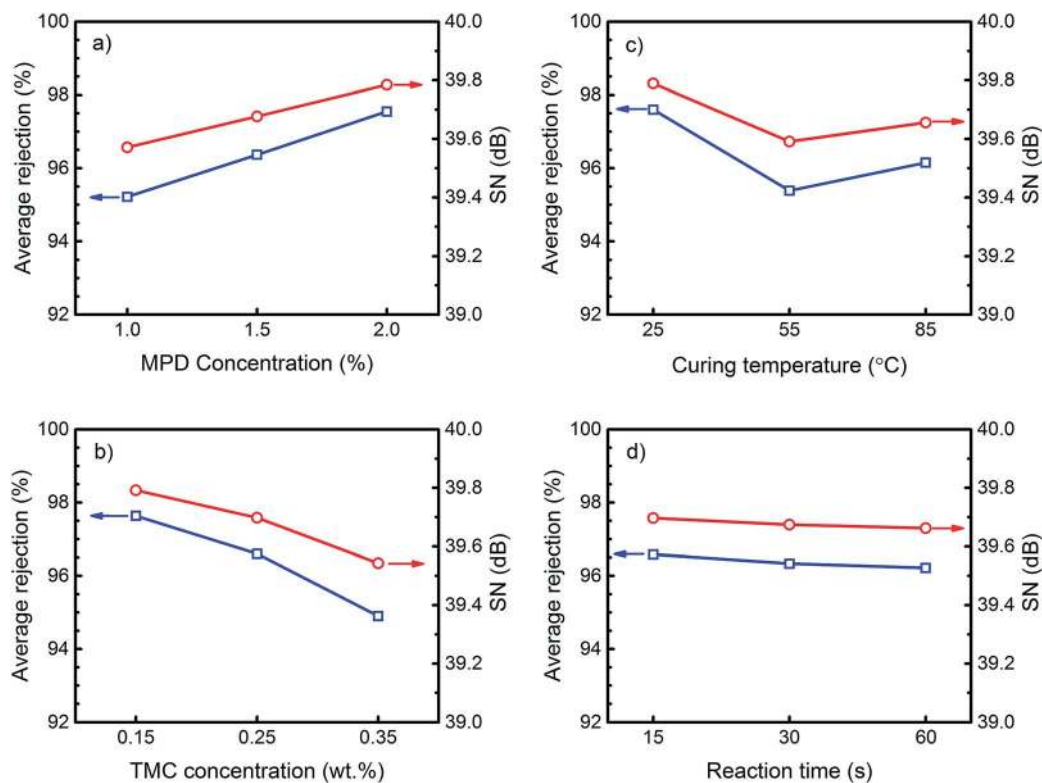 a)
100
98
96
94
92
Average rejection (%)
40.0
39.8
39.6
39.4
39.2
39.0
SN (dB)
1.0 1.5 2.0
MPD Concentration (%)
c)
100
98
96
94
92
Average rejection (%)
40.0
39.8
39.6
39.4
39.2
39.0
SN (dB)
25 55 85
Curing temperature (°C)
b)
100
98
96
94
92
Average rejection (%)
40.0
39.8
39.6
39.4
39.2
39.0
SN (dB)
0.15 0.25 0.35
TMC concentration (wt.%)
d)
100
98
96
94
92
Average rejection (%)
40.0
39.8
39.6
39.4
39.2
39.0
SN (dB)
15 30 60
Reaction time (s)